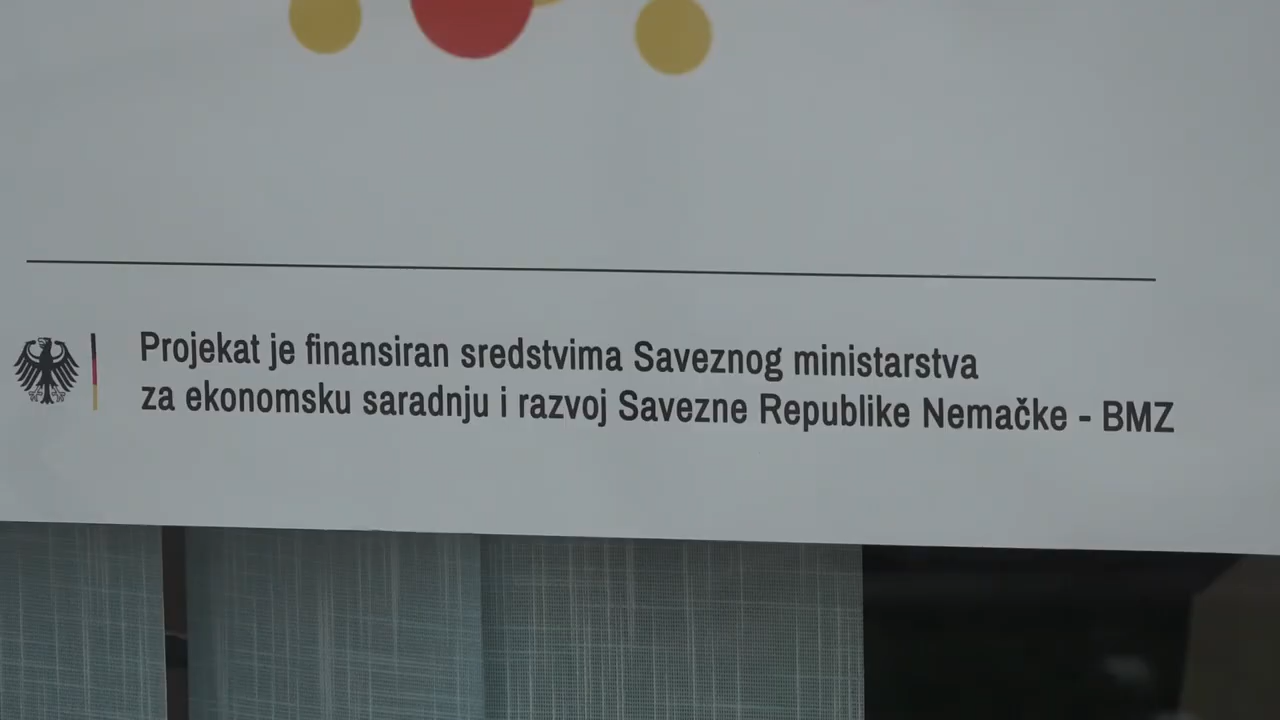 Projekat je finansiran sredstvima Saveznog ministarstva
za ekonomsku saradnju i razvoj Savezne Republike Nemačke - BMZ